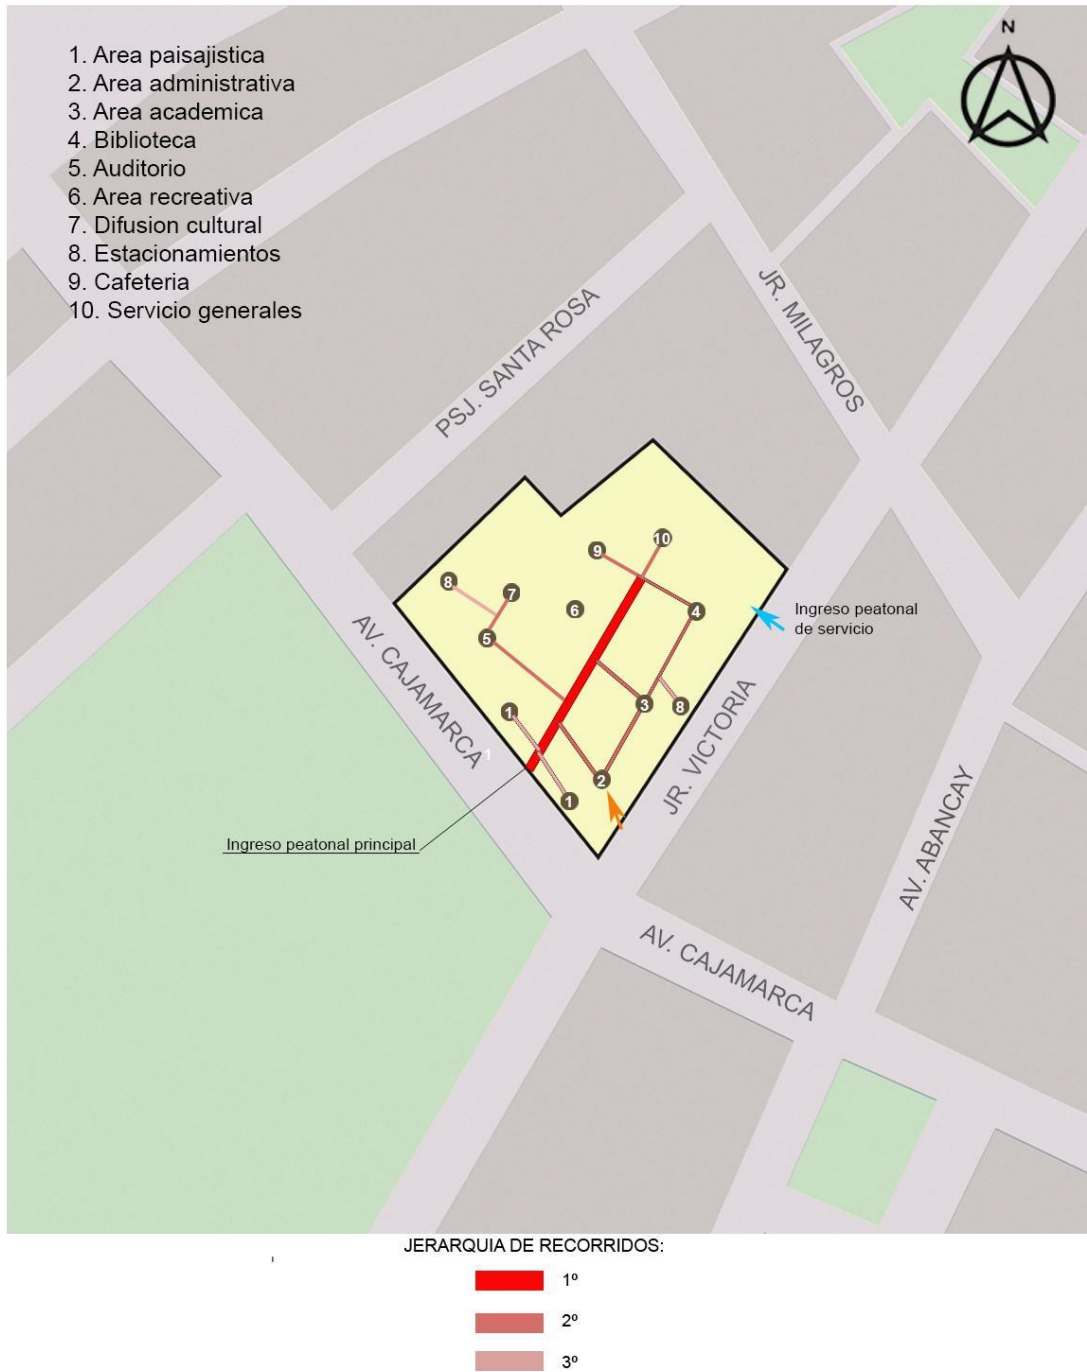 N
1. Area paisajistica
2. Area administrativa
3. Area academica
4. Biblioteca
5. Auditorio
6. Area recreativa
7. Difusion cultural
8. Estacionamientos
9. Cafeteria
10. Servicio generales
JR. MILAGROS
PSJ. SANTA ROSA
10
9
8
7
6
4
Ingreso peatonal
de servicio
5
AV. CAJAMARCA
1
3
8
1
JR. VICTORIA
2
1
Ingreso peatonal principal
AV. ABANCAY
AV. CAJAMARCA
JERARQUIA DE RECORRIDOS:
1º
2º
3º